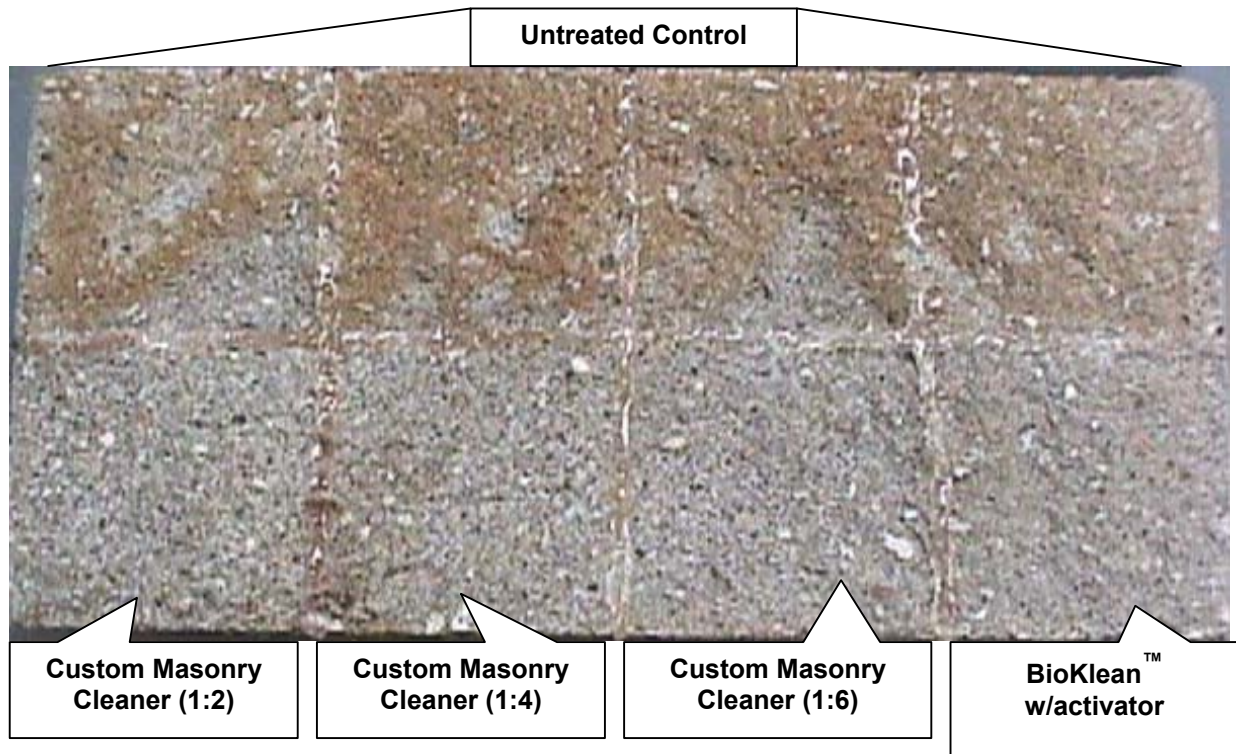 Untreated Control
Custom Masonry
Cleaner (1:2)
Custom Masonry
Cleaner (1:4)
Custom Masonry
Cleaner (1:6)
BioKlean™
w/activator